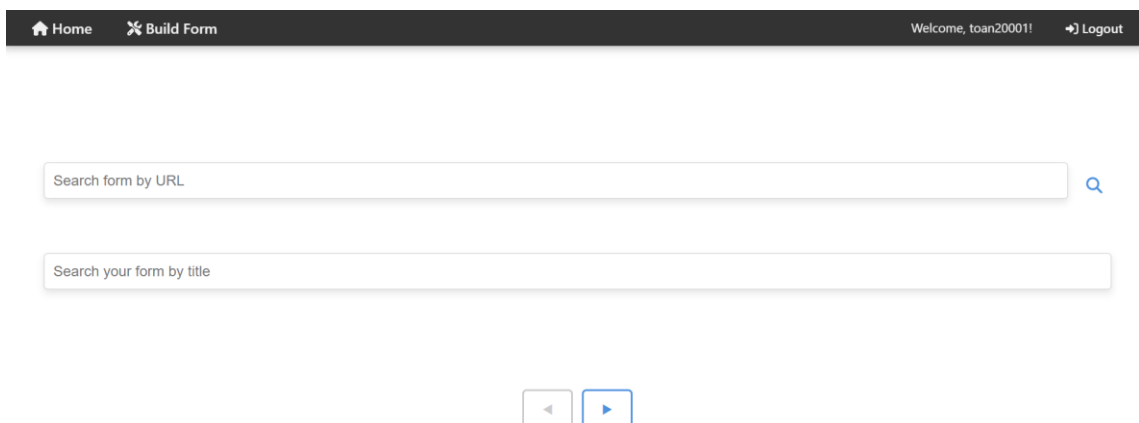 Home Build Form Welcome, toan20001! Logout
Search form by URL
Search your form by title